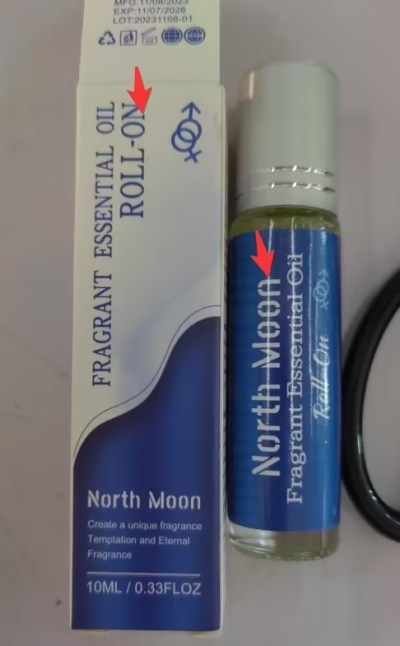 MFG:11/08/2023
EXP:11/07/2026
LOT:20231108-01
FRAGRANT ESSENTIAL OIL
ROLL-ON
North Moon
Create a unique fragrance
Temptation and Eternal
Fragrance
10ML / 0.33FLOZ
North Moon
Fragrant Essential Oil
Roll-On